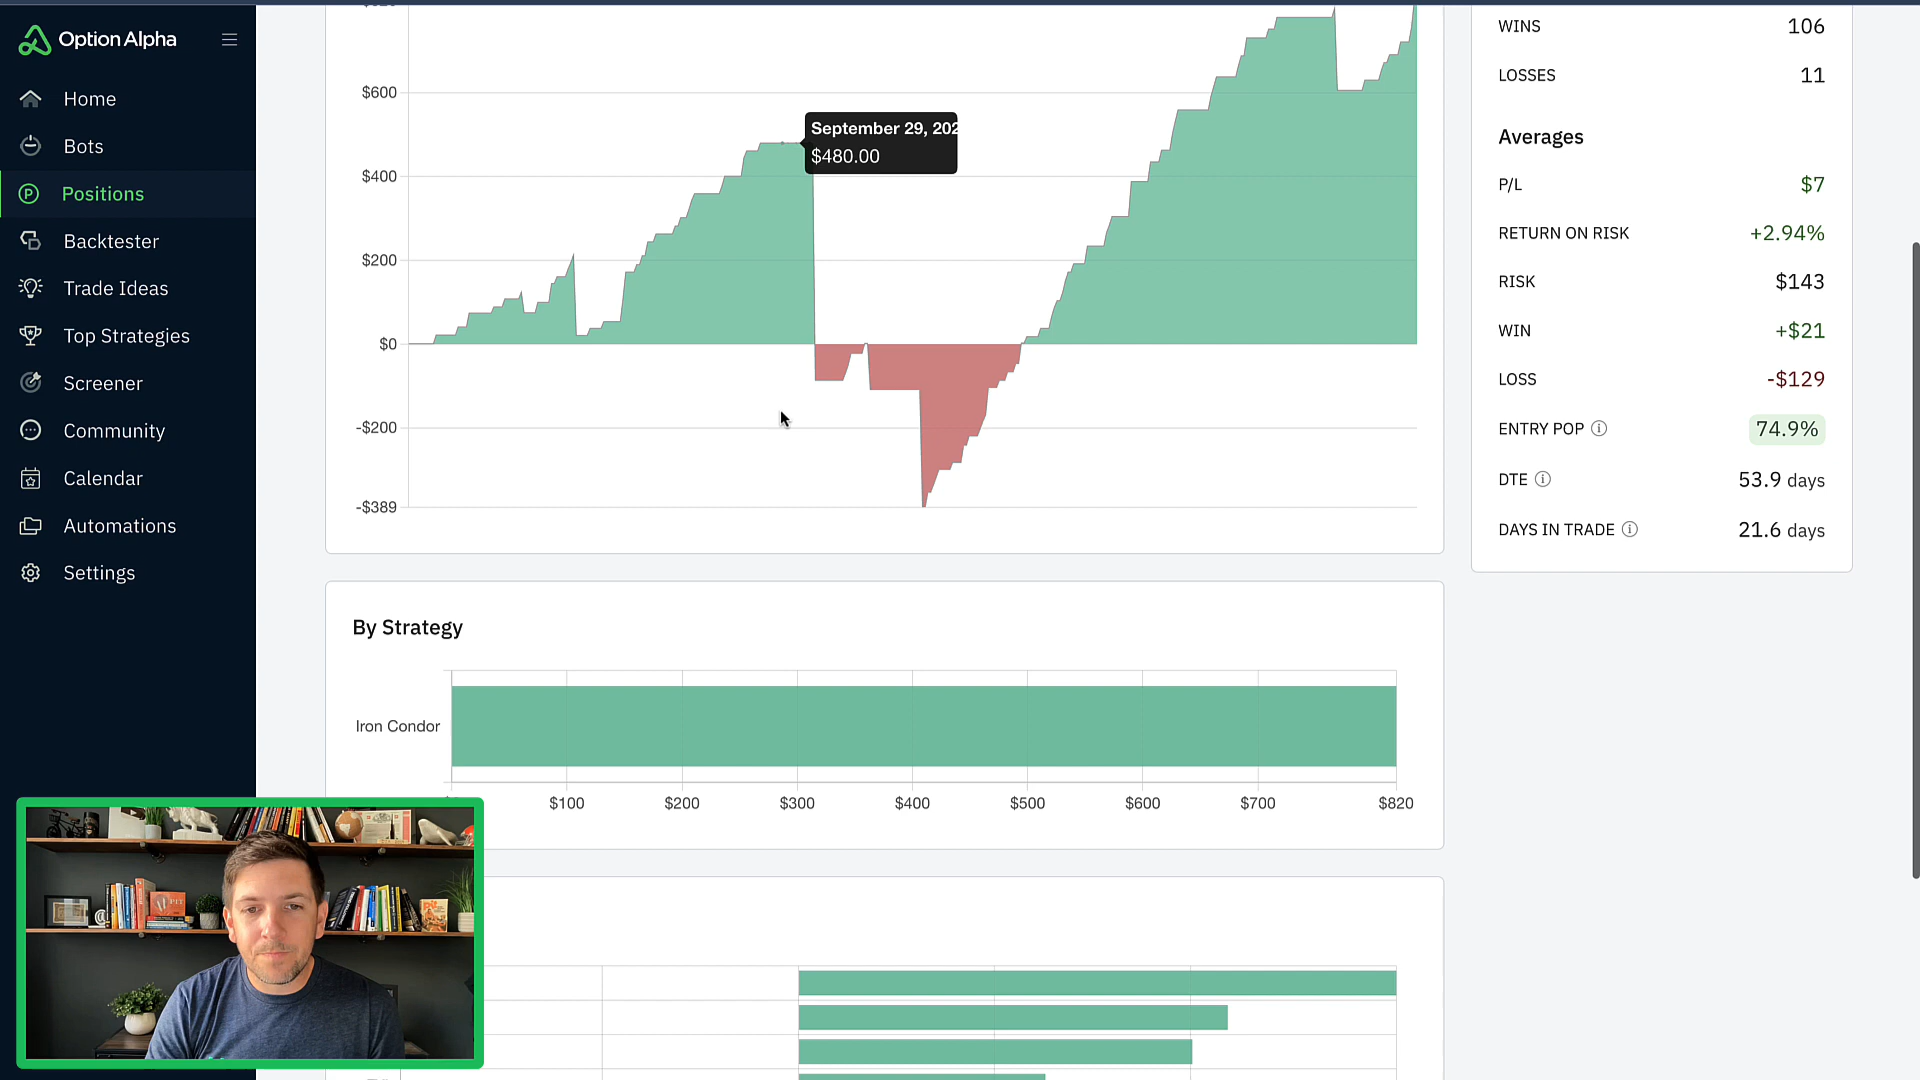 Option Alpha
Home
Bots
Positions
Backtester
Trade Ideas
Top Strategies
Screener
Community
Calendar
Automations
Settings
$600
$400
$200
$0
-$200
-$389
September 29, 202
$480.00
WINS 106
LOSSES 11
Averages
P/L $7
RETURN ON RISK +2.94%
RISK $143
WIN +$21
LOSS -$129
ENTRY POP 74.9%
DTE 53.9 days
DAYS IN TRADE 21.6 days
By Strategy
Iron Condor
$100 $200 $300 $400 $500 $600 $700 $820